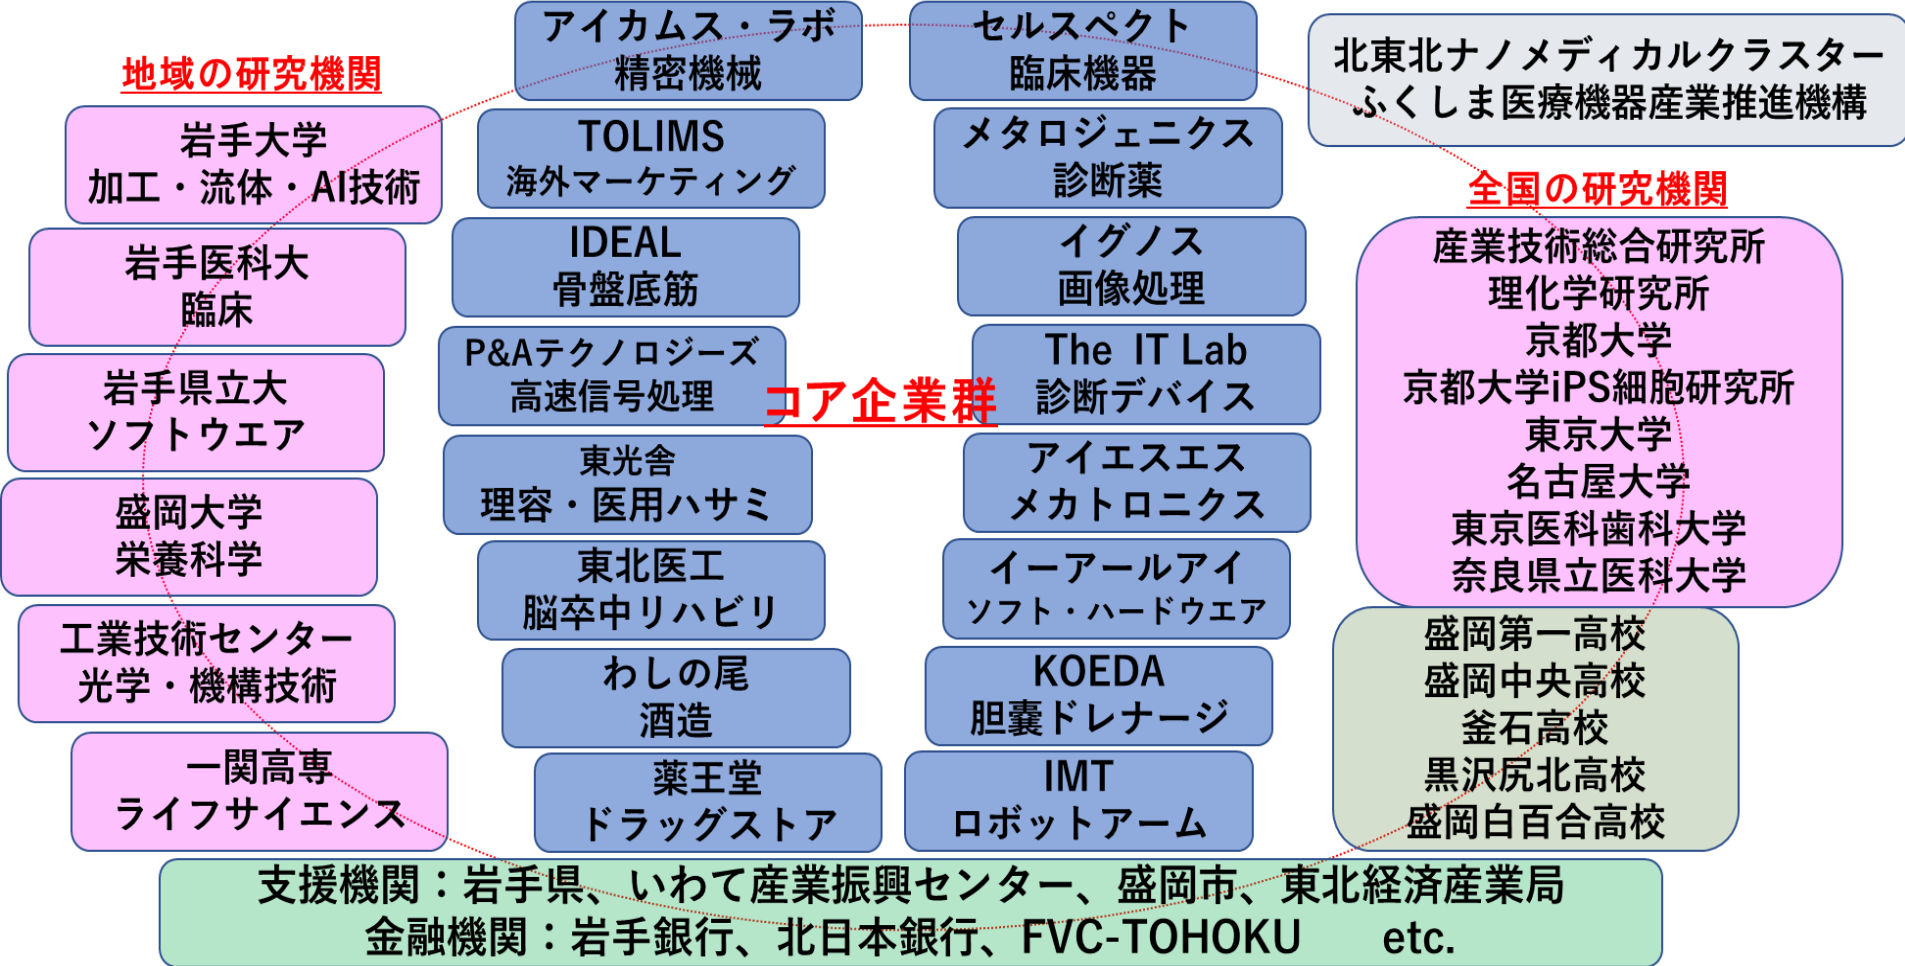 地域の研究機関
岩手大学
加工・流体・AI技術
岩手医科大
臨床
岩手県立大
ソフトウエア
盛岡大学
栄養科学
工業技術センター
光学・機構技術
一関高専
ライフサイエンス
アイカムス・ラボ
精密機械
TOLIMS
海外マーケティング
IDEAL
骨盤底筋
P&Aテクノロジーズ
高速信号処理
東光舎
理容・医用ハサミ
東北医工
脳卒中リハビリ
わしの尾
酒造
薬王堂
ドラッグストア
コア企業群
セルスペクト
臨床機器
メタロジェニクス
診断薬
イグノス
画像処理
The IT Lab
診断デバイス
アイエスエス
メカトロニクス
イーアールアイ
ソフト・ハードウエア
KOEDA
胆嚢ドレナージ
IMT
ロボットアーム
北東北ナノメディカルクラスター
ふくしま医療機器産業推進機構
全国の研究機関
産業技術総合研究所
理化学研究所
京都大学
京都大学iPS細胞研究所
東京大学
名古屋大学
東京医科歯科大学
奈良県立医科大学
盛岡第一高校
盛岡中央高校
釜石高校
黒沢尻北高校
盛岡白百合高校
支援機関：岩手県、いわて産業振興センター、盛岡市、東北経済産業局
金融機関：岩手銀行、北日本銀行、FVC-TOHOKU　　etc.